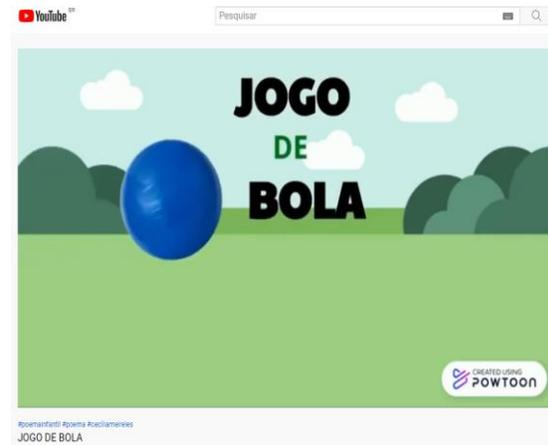 YouTube BR
Pesquisar
JOGO
DE
BOLA
CREATED USING
POWTOON
#poemainfantil #poema #ceciliameireles
JOGO DE BOLA